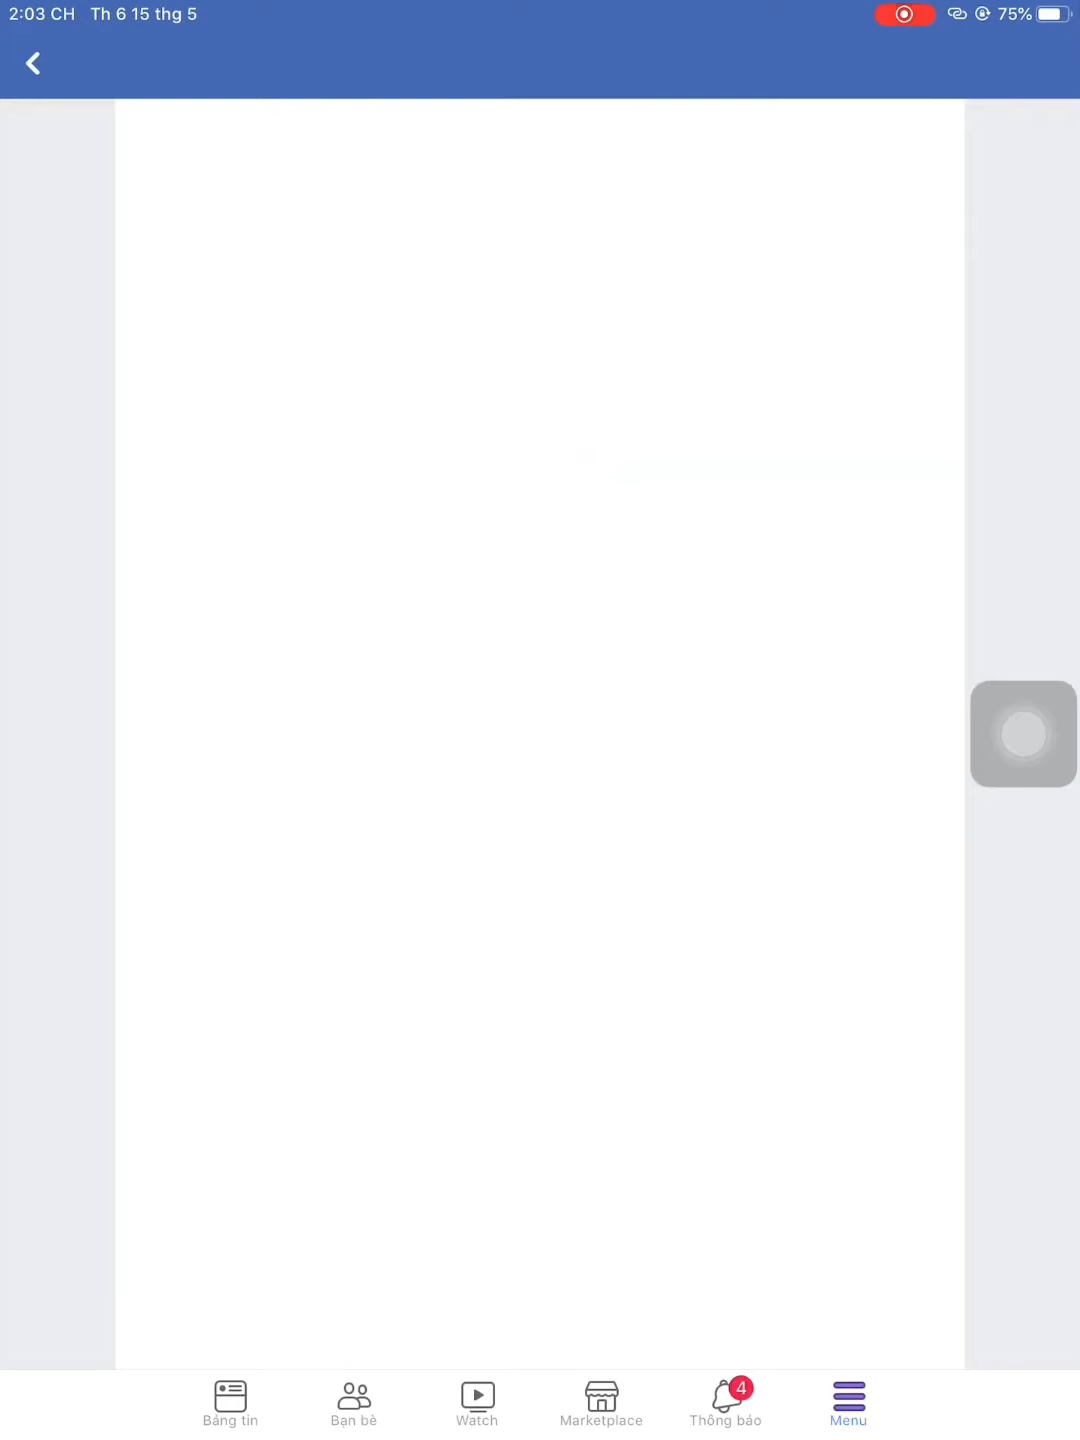 2:03 CH Th 6 15 thg 5 75%
4
Bảng tin Bạn bè Watch Marketplace Thông báo Menu